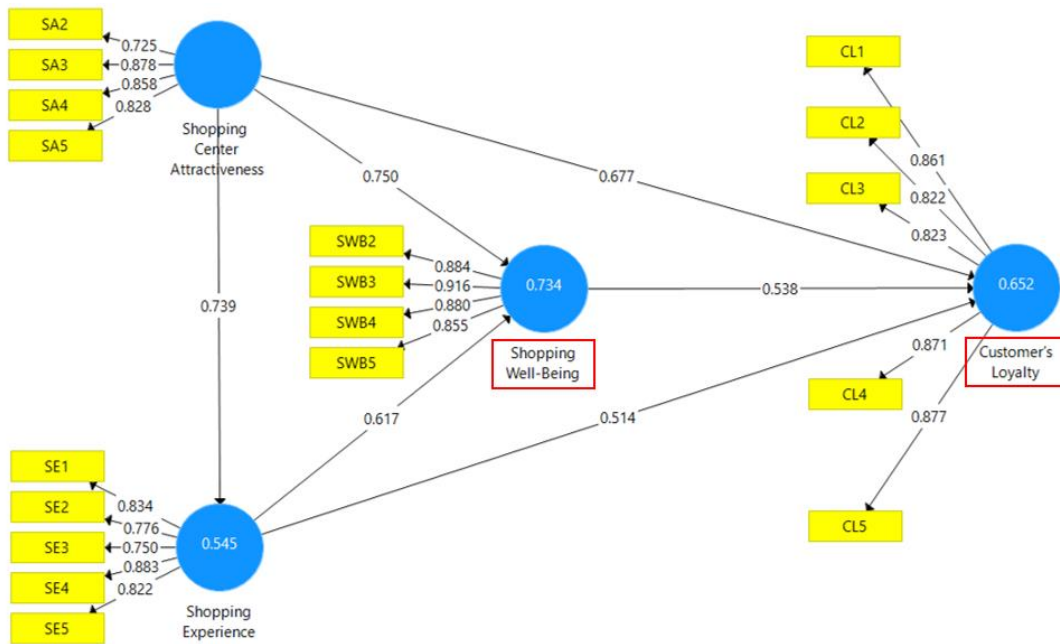 SA2
SA3
SA4
SA5
0.725
0.878
0.858
0.828
Shopping
Center
Attractiveness
CL1
CL2
CL3
0.861
0.822
0.823
0.750
0.677
SWB2
SWB3
SWB4
SWB5
0.884
0.916
0.880
0.855
0.734
Shopping
Well-Being
0.538
0.652
Customer's
Loyalty
0.739
0.617
0.514
0.871
0.877
CL4
CL5
SE1
SE2
SE3
SE4
SE5
0.834
0.776
0.750
0.883
0.822
0.545
Shopping
Experience